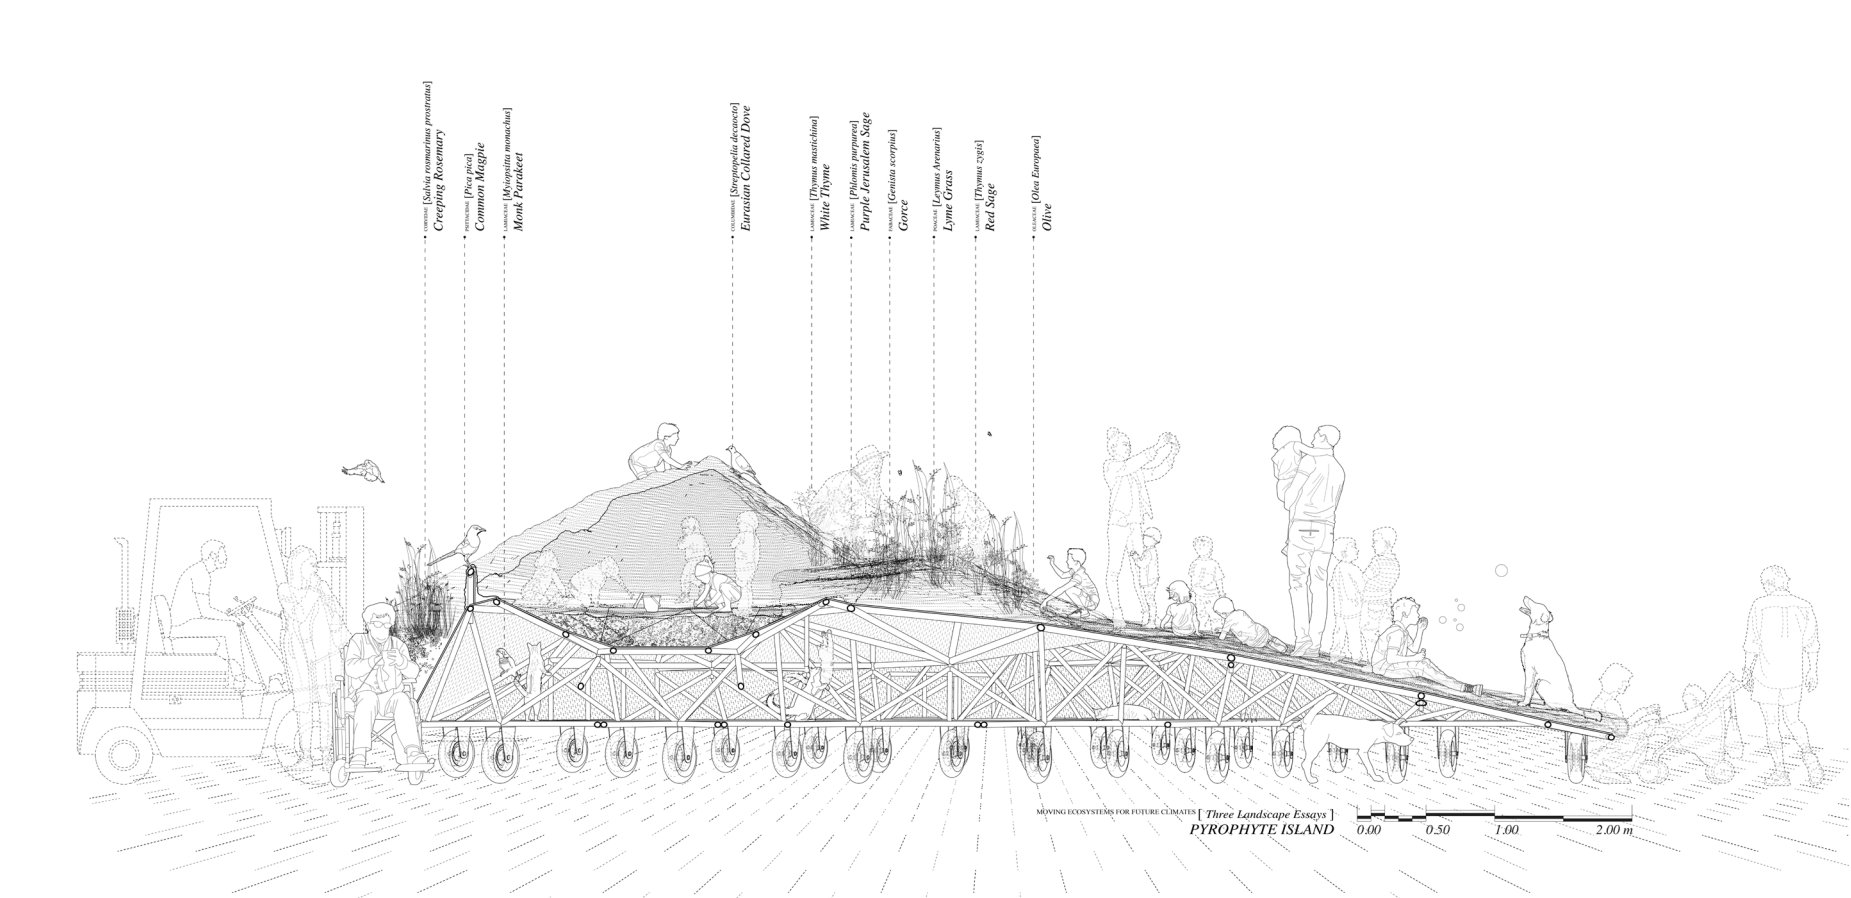 CORVIDAE [Salvia rosmarinus prostratus]
Creeping Rosemary
PSITTACIDAE [Pica pica]
Common Magpie
LAMIACEAE [Myiopsitta monachus]
Monk Parakeet
COLUMBIDAE [Streptopelia decaocto]
Eurasian Collared Dove
LAMIACEAE [Thymus mastichina]
White Thyme
LAMIACEAE [Phlomis purpurea]
Purple Jerusalem Sage
FABACEAE [Genista scorpius]
Gorce
POACEAE [Leymus Arenarius]
Lyme Grass
LAMIACEAE [Thymus zygis]
Red Sage
OLEACEAE [Olea Europaea]
Olive
MOVING ECOSYSTEMS FOR FUTURE CLIMATES [ Three Landscape Essays ]
PYROPHYTE ISLAND
0.00 0.50 1.00 2.00 m